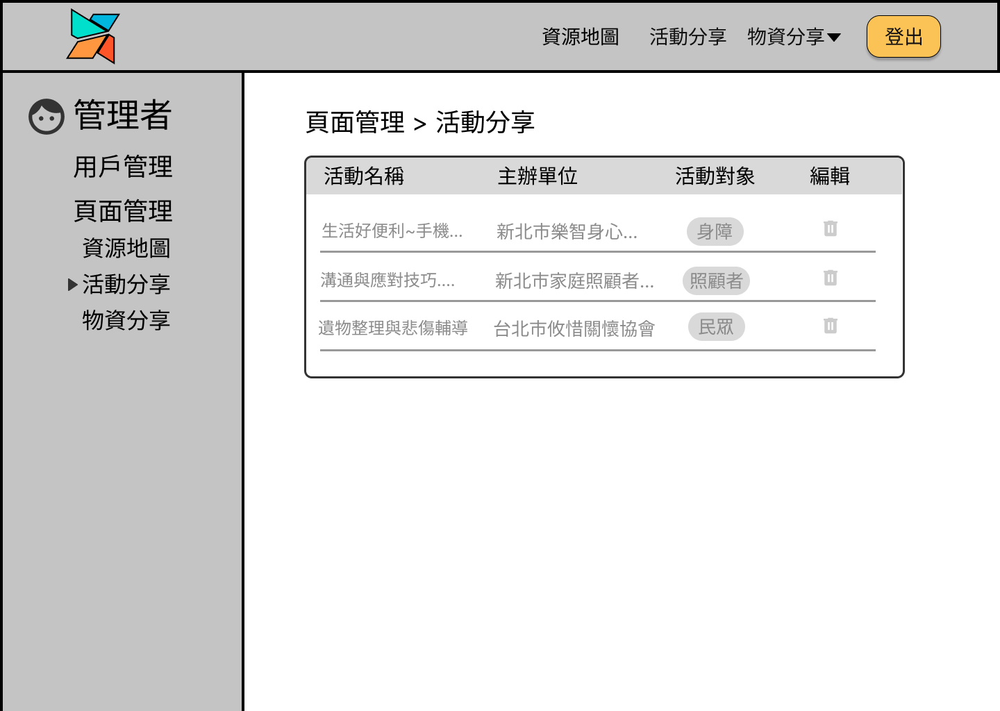 資源地圖 活動分享 物資分享 登出
管理者
用戶管理
頁面管理
資源地圖
活動分享
物資分享
頁面管理 > 活動分享
活動名稱 主辦單位 活動對象 編輯
生活好便利~手機... 新北市樂智身心... 身障
溝通與應對技巧.... 新北市家庭照顧者... 照顧者
遺物整理與悲傷輔導 台北市攸惜關懷協會 民眾